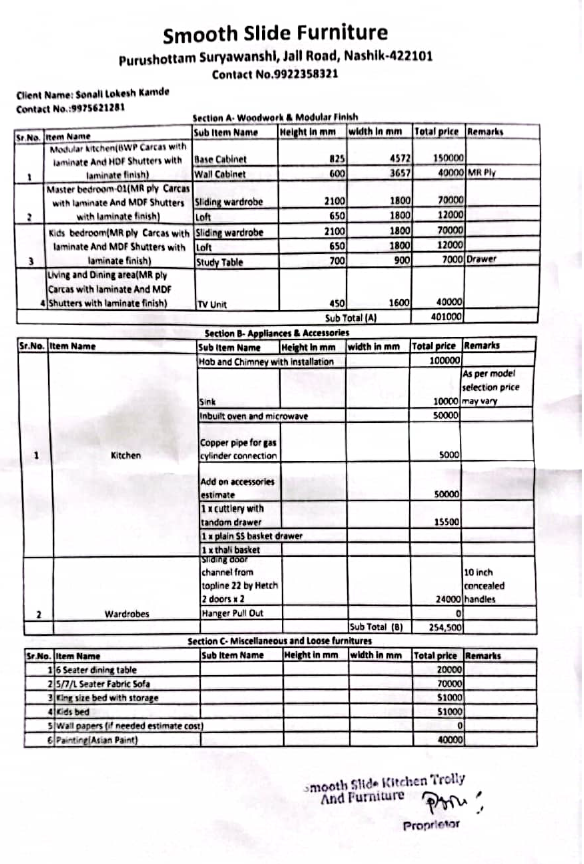 Smooth Slide Furniture
Purushottam Suryawanshi, Jail Road, Nashik-422101
Contact No.9922358321
Client Name: Sonali Lokesh Kamde
Contact No.:9975621281
Section A- Woodwork & Modular Finish
Sr.No. Item Name Sub Item Name Height in mm width in mm Total price Remarks
Modular kitchen(BWP Carcas with
laminate And HDF Shutters with Base Cabinet 825 4572 150000
1 laminate finish) Wall Cabinet 600 3657 40000 MR Ply
Master bedroom-01(MR ply Carcas
with laminate And MDF Shutters Sliding wardrobe 2100 1800 70000
2 with laminate finish) Loft 650 1800 12000
Kids bedroom(MR ply Carcas with Sliding wardrobe 2100 1800 70000
laminate And MDF Shutters with Loft 650 1800 12000
3 laminate finish) Study Table 700 900 7000 Drawer
Living and Dining area(MR ply
Carcas with laminate And MDF
4 Shutters with laminate finish) TV Unit 450 1600 40000
Sub Total (A) 401000
Section B- Appliances & Accessories
Sr.No. Item Name Sub Item Name Height in mm width in mm Total price Remarks
Hob and Chimney with installation 100000
As per model
selection price
Sink 10000 may vary
Inbuilt oven and microwave 50000
Copper pipe for gas
1 Kitchen cylinder connection 5000
Add on accessories
estimate 50000
1 x cuttlery with
tandom drawer 15500
1 x plain SS basket drawer
1 x thali basket
Sliding door
channel from 10 inch
topline 22 by Hetch concealed
2 doors x 2 24000 handles
2 Wardrobes Hanger Pull Out 0
Sub Total (B) 254,500
Section C- Miscellaneous and Loose furnitures
Sr.No. Item Name Sub Item Name Height in mm width in mm Total price Remarks
1 6 Seater dining table 20000
2 5/7/L Seater Fabric Sofa 70000
3 King size bed with storage 51000
4 Kids bed 51000
5 Wall papers (if needed estimate cost) 0
6 Painting(Asian Paint) 40000
Smooth Slide Kitchen Trolly
And Furniture
Proprietor